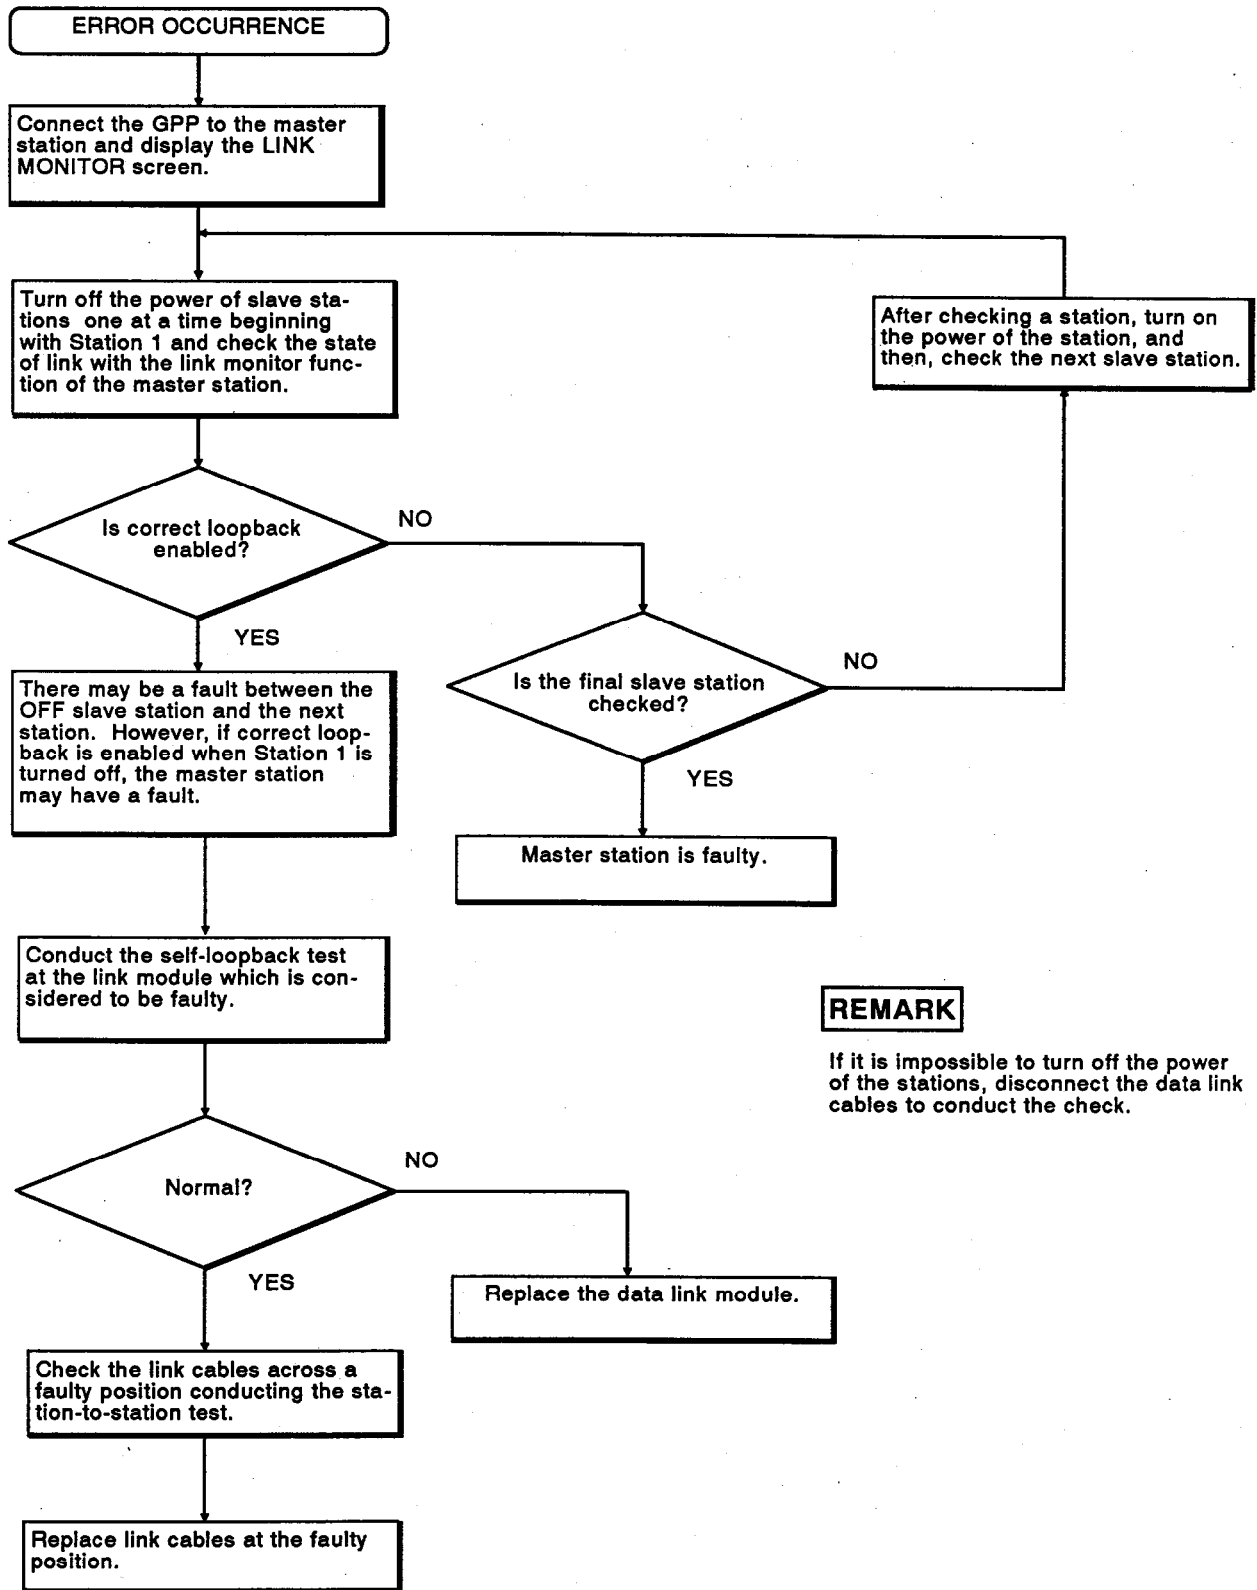 ERROR OCCURRENCE
Connect the GPP to the master
station and display the LINK
MONITOR screen.
Turn off the power of slave sta-
tions one at a time beginning
with Station 1 and check the state
of link with the link monitor func-
tion of the master station.
After checking a station, turn on
the power of the station, and
then, check the next slave station.
Is correct loopback
enabled?
NO
YES
Is the final slave station
checked?
NO
YES
There may be a fault between the
OFF slave station and the next
station. However, if correct loop-
back is enabled when Station 1 is
turned off, the master station
may have a fault.
Master station is faulty.
Conduct the self-loopback test
at the link module which is con-
sidered to be faulty.
REMARK
If it is impossible to turn off the power
of the stations, disconnect the data link
cables to conduct the check.
Normal?
NO
YES
Replace the data link module.
Check the link cables across a
faulty position conducting the sta-
tion-to-station test.
Replace link cables at the faulty
position.